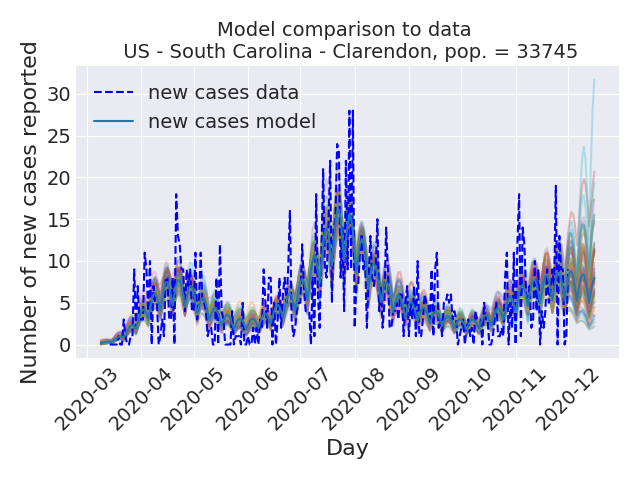 Model comparison to data
US - South Carolina - Clarendon, pop. = 33745
Number of new cases reported
30
25
20
15
10
5
0
new cases data
new cases model
2020-03
2020-04
2020-05
2020-06
2020-07
2020-08
2020-09
2020-10
2020-11
2020-12
Day